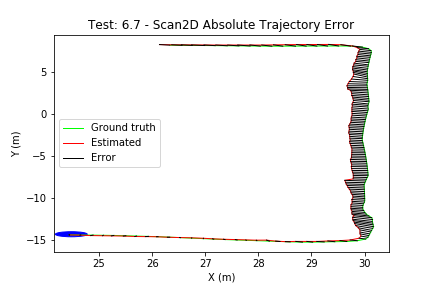 Test: 6.7 - Scan2D Absolute Trajectory Error
Y (m)
5
0
−5
−10
−15
Ground truth
Estimated
Error
25 26 27 28 29 30
X (m)